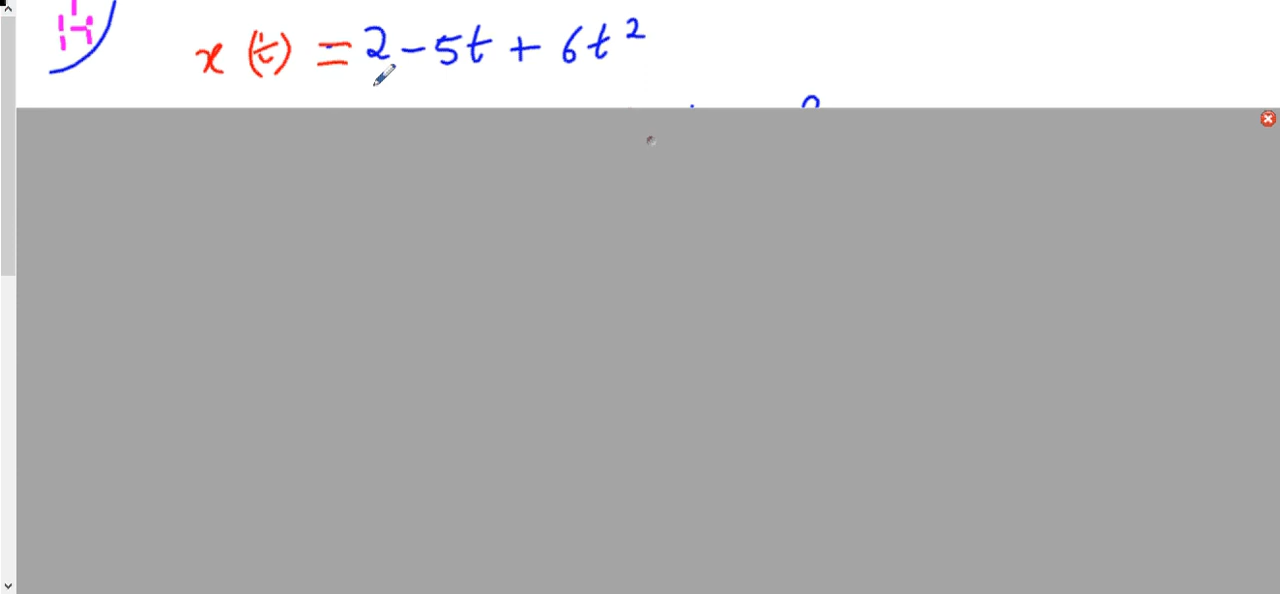 x(t) = 2 - 5t + 6t²